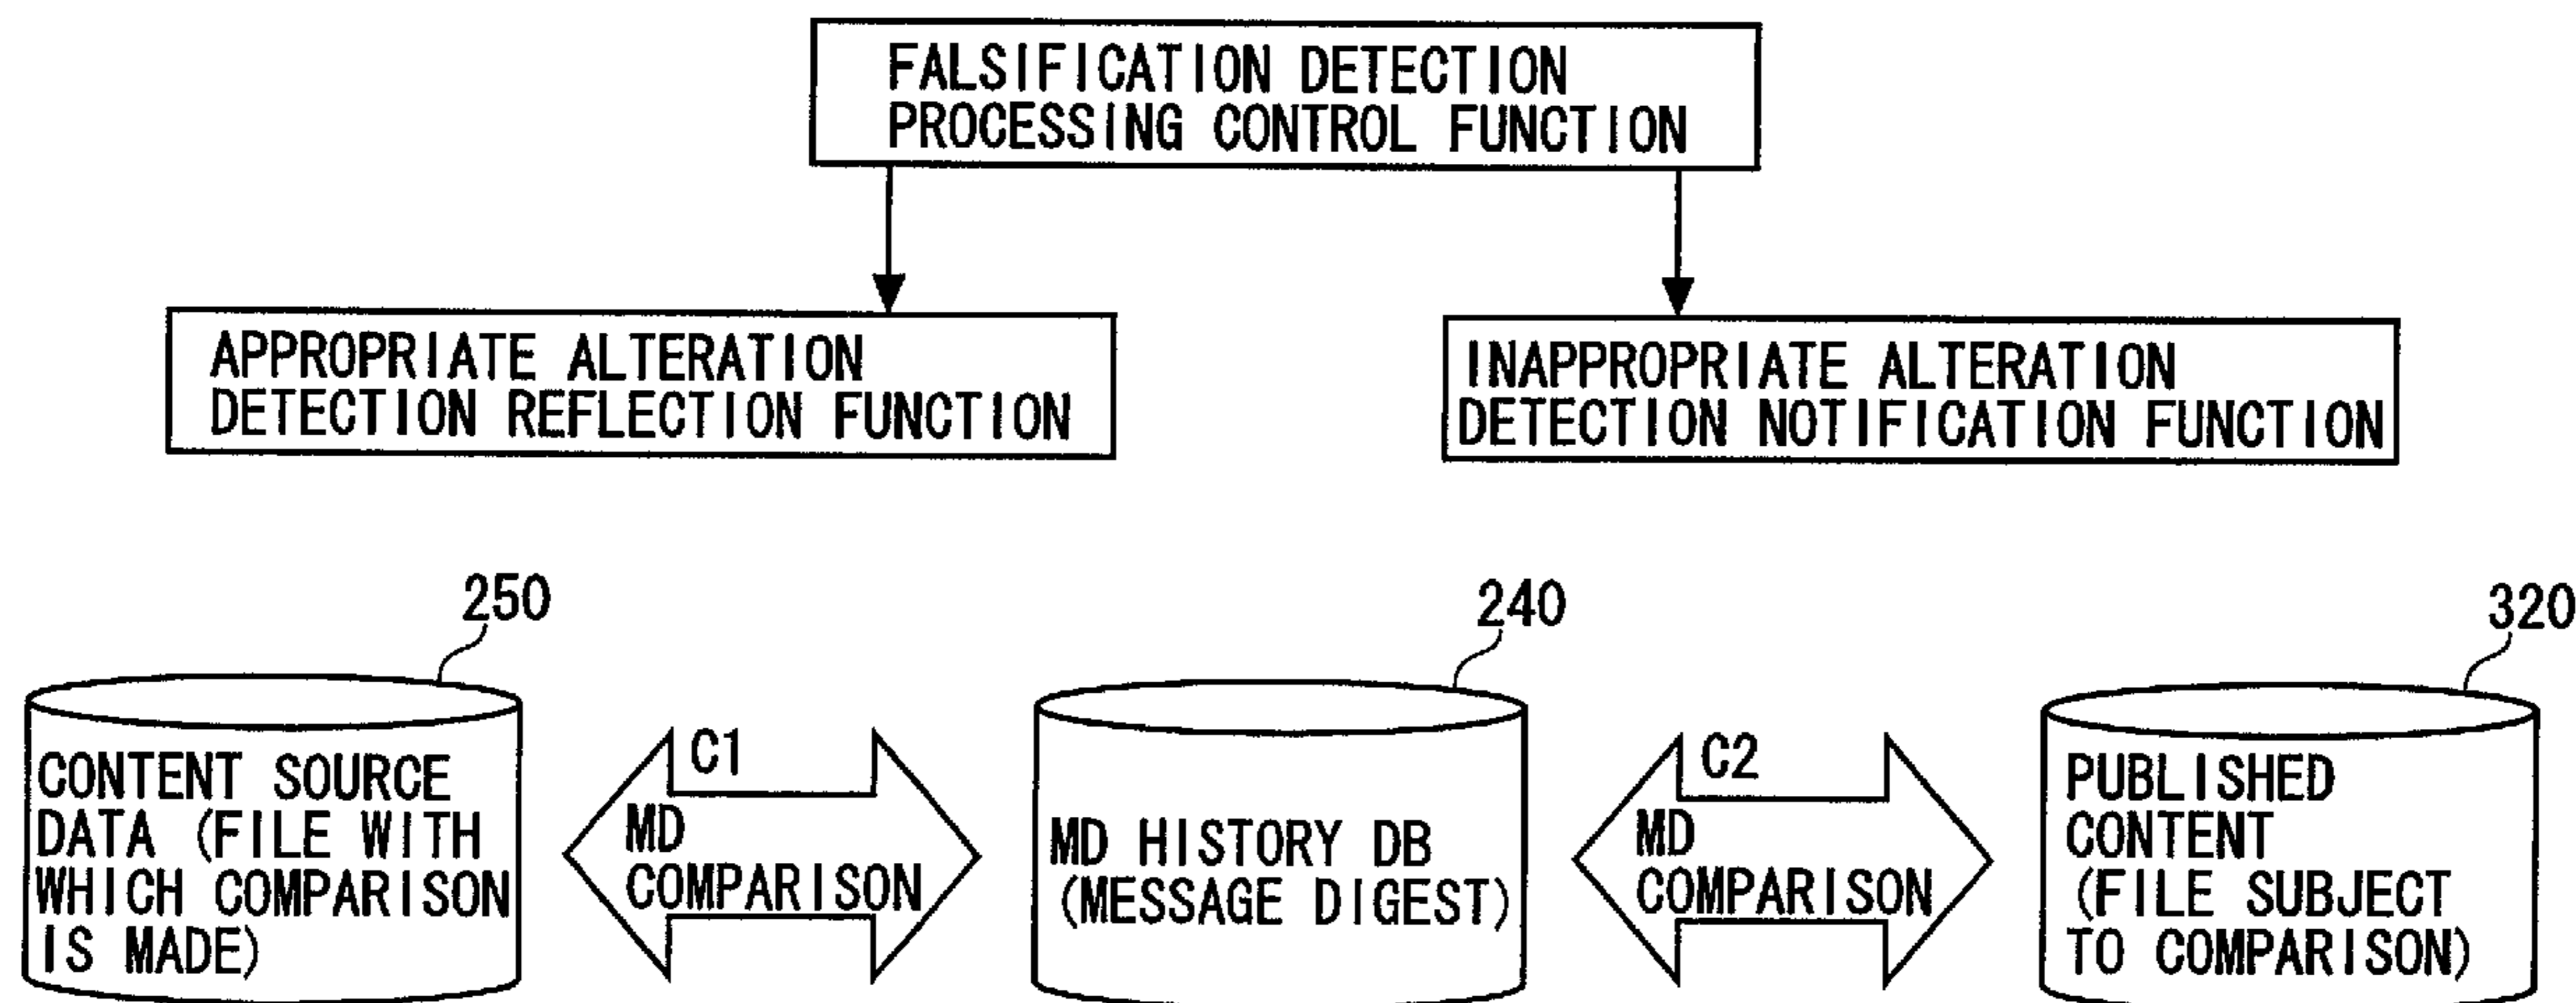 FALSIFICATION DETECTION
PROCESSING CONTROL FUNCTION
APPROPRIATE ALTERATION
DETECTION REFLECTION FUNCTION
INAPPROPRIATE ALTERATION
DETECTION NOTIFICATION FUNCTION
250
CONTENT SOURCE
DATA (FILE WITH
WHICH COMPARISON
IS MADE)
C1
MD
COMPARISON
240
MD HISTORY DB
(MESSAGE DIGEST)
C2
MD
COMPARISON
320
PUBLISHED
CONTENT
(FILE SUBJECT
TO COMPARISON)